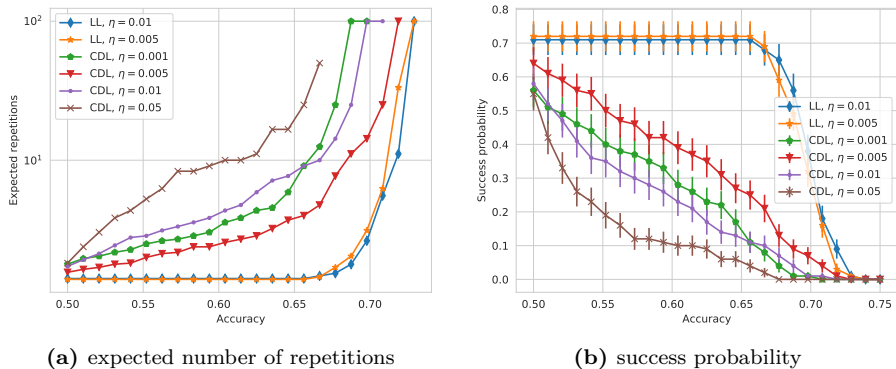 10²
10¹
Expected repetitions
0.50
0.55
0.60
0.65
0.70
Accuracy
LL, η = 0.01
LL, η = 0.005
CDL, η = 0.001
CDL, η = 0.005
CDL, η = 0.01
CDL, η = 0.05
(a) expected number of repetitions
0.8
0.7
0.6
0.5
0.4
0.3
0.2
0.1
0.0
Success probability
0.50
0.55
0.60
0.65
0.70
0.75
Accuracy
LL, η = 0.01
LL, η = 0.005
CDL, η = 0.001
CDL, η = 0.005
CDL, η = 0.01
CDL, η = 0.05
(b) success probability